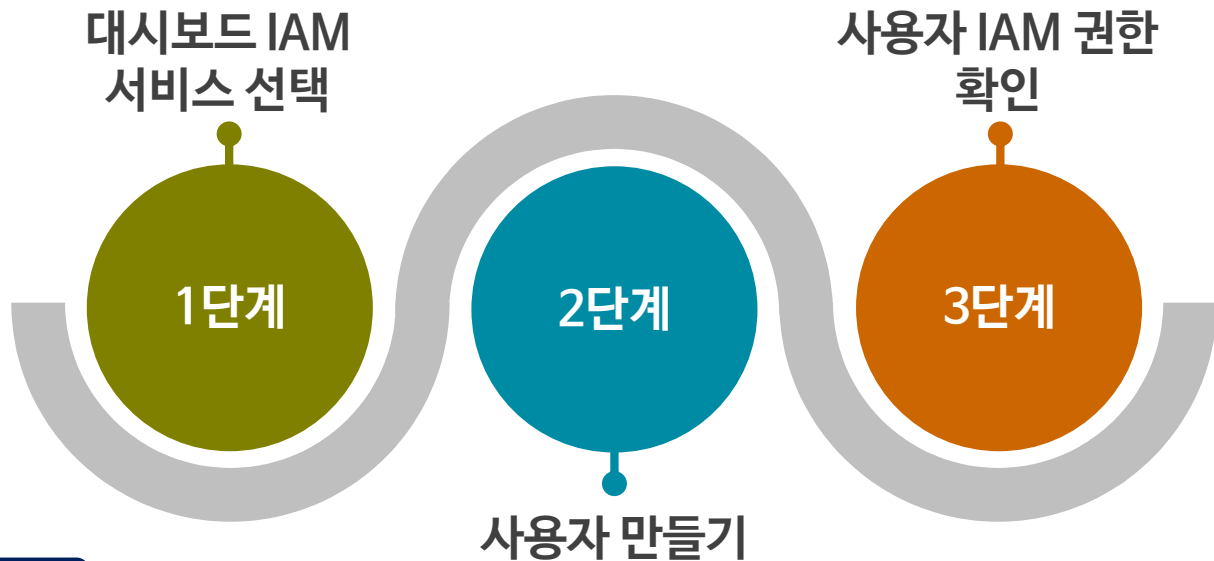 대시보드 IAM
서비스 선택
사용자 IAM 권한
확인
1단계
2단계
3단계
사용자 만들기